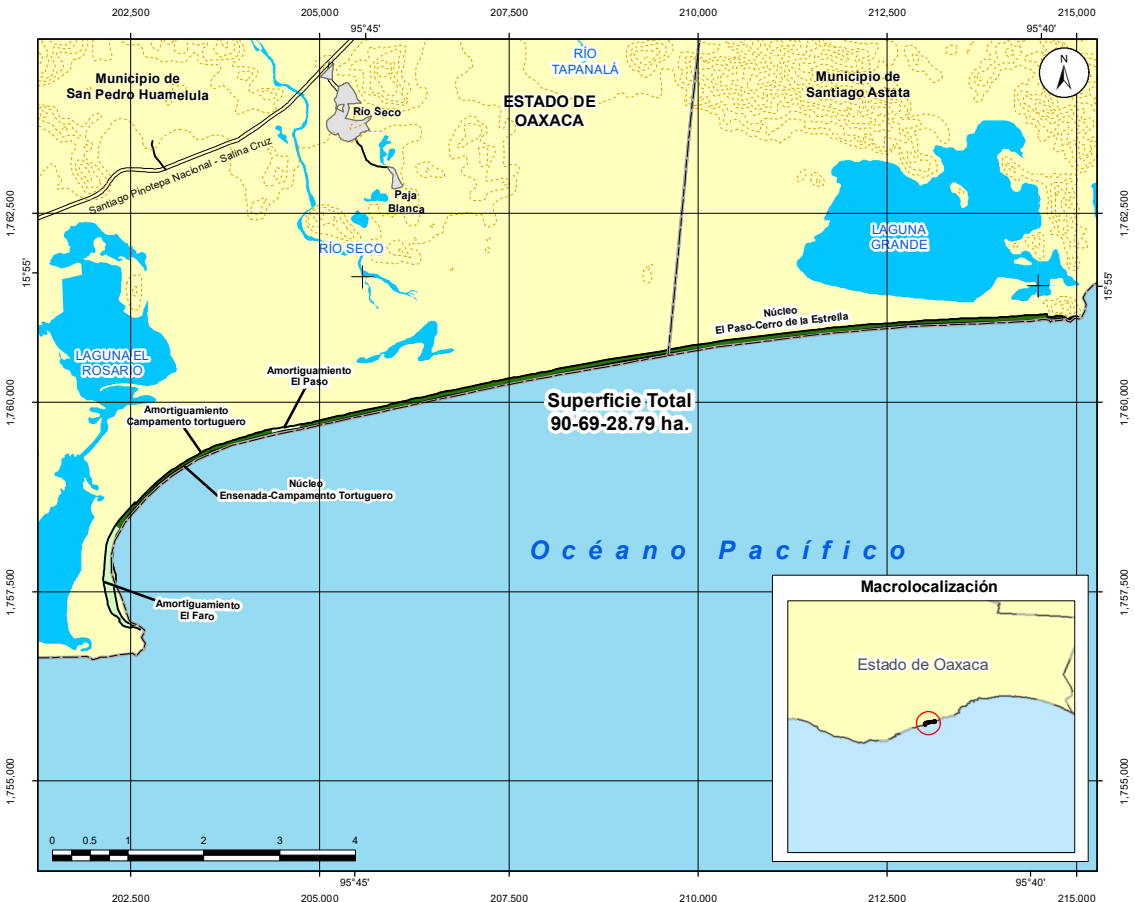 202,500
205,000
207,500
210,000
212,500
215,000
95°45'
95°40'
N
Municipio de
San Pedro Huamelula
RÍO
TAPANALÁ
ESTADO DE
OAXACA
Municipio de
Santiago Astata
Río Seco
Santiago Pinotepa Nacional - Salina Cruz
Paja
Blanca
RÍO SECO
LAGUNA
GRANDE
1,762,500
1,762,500
15°55'
15°55'
Núcleo
El Paso-Cerro de la Estrella
LAGUNA EL
ROSARIO
Amortiguamiento
El Paso
Amortiguamiento
Campamento tortuguero
Superficie Total
90-69-28.79 ha.
1,760,000
1,760,000
Núcleo
Ensenada-Campamento Tortuguero
Océano Pacífico
Amortiguamiento
El Faro
1,757,500
1,757,500
Macrolocalización
Estado de Oaxaca
1,755,000
1,755,000
0 0.5 1 2 3 4
95°45'
95°40'
202,500
205,000
207,500
210,000
212,500
215,000